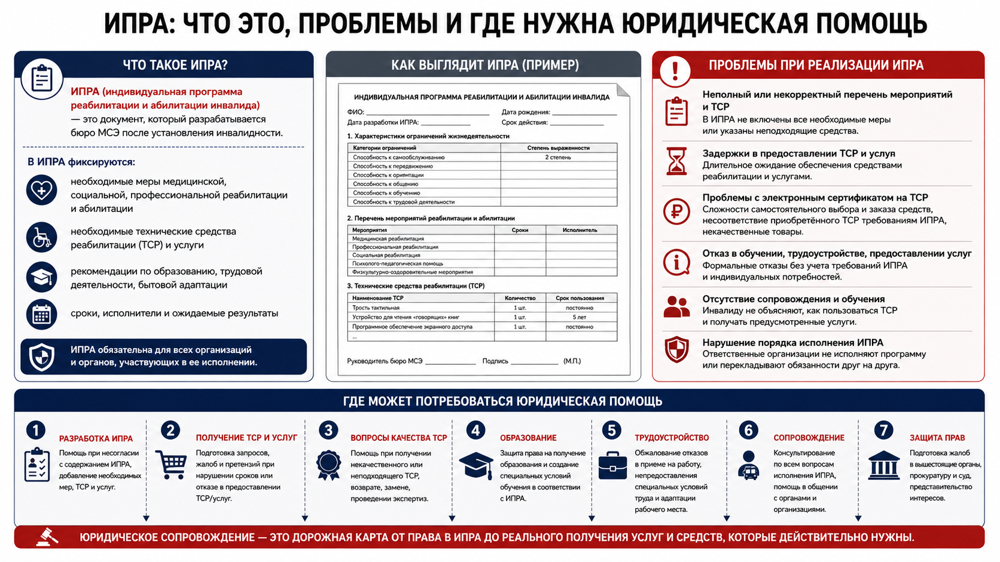 ИПРА: ЧТО ЭТО, ПРОБЛЕМЫ И ГДЕ НУЖНА ЮРИДИЧЕСКАЯ ПОМОЩЬ
ЧТО ТАКОЕ ИПРА?
ИПРА (индивидуальная программа
реабилитации и абилитации инвалида)
— это документ, который разрабатывается
бюро МСЭ после установления инвалидности.
В ИПРА фиксируются:
необходимые меры медицинской,
социальной, профессиональной реабилитации
и абилитации
необходимые технические средства
реабилитации (ТСР) и услуги
рекомендации по образованию, трудовой
деятельности, бытовой адаптации
сроки, исполнители и ожидаемые результаты
ИПРА обязательна для всех организаций
и органов, участвующих в ее исполнении.
КАК ВЫГЛЯДИТ ИПРА (ПРИМЕР)
ИНДИВИДУАЛЬНАЯ ПРОГРАММА РЕАБИЛИТАЦИИ И АБИЛИТАЦИИ ИНВАЛИДА
ФИО: Дата рождения:
Дата разработки ИПРА: Срок действия:
1. Характеристики ограничений жизнедеятельности
Категории ограничений Степень выраженности
Способность к самообслуживанию 2 степень
Способность к передвижению
Способность к ориентации
Способность к общению
Способность к обучению
Способность к трудовой деятельности
2. Перечень мероприятий реабилитации и абилитации
Мероприятия Сроки Исполнитель
Медицинская реабилитация
Профессиональная реабилитация
Социальная реабилитация
Психолого-педагогическая помощь
Физкультурно-оздоровительные мероприятия
3. Технические средства реабилитации (ТСР)
Наименование ТСР Количество Срок пользования
Трость тактильная 1 шт. постоянно
Устройство для чтения «говорящих» книг 1 шт. 5 лет
Программное обеспечение экранного доступа 1 шт. постоянно
...
Руководитель бюро МСЭ Подпись (М.П.)
ПРОБЛЕМЫ ПРИ РЕАЛИЗАЦИИ ИПРА
Неполный или некорректный перечень мероприятий
и ТСР
В ИПРА не включены все необходимые меры
или указаны неподходящие средства.
Задержки в предоставлении ТСР и услуг
Длительное ожидание обеспечения средствами
реабилитации и услугами.
Проблемы с электронным сертификатом на ТСР
Сложности самостоятельного выбора и заказа средств,
несоответствие приобретённого ТСР требованиям ИПРА,
некачественные товары.
Отказ в обучении, трудоустройстве, предоставлении услуг
Формальные отказы без учета требований ИПРА
и индивидуальных потребностей.
Отсутствие сопровождения и обучения
Инвалиду не объясняют, как пользоваться ТСР
и получать предусмотренные услуги.
Нарушение порядка исполнения ИПРА
Ответственные организации не исполняют программу
или перекладывают обязанности друг на друга.
ГДЕ МОЖЕТ ПОТРЕБОВАТЬСЯ ЮРИДИЧЕСКАЯ ПОМОЩЬ
1
РАЗРАБОТКА ИПРА
Помощь при несогласии
с содержанием ИПРА,
добавление необходимых
мер, ТСР и услуг.
2
ПОЛУЧЕНИЕ ТСР И УСЛУГ
Подготовка запросов,
жалоб и претензий при
нарушении сроков или
отказе в предоставлении
ТСР/услуг.
3
ВОПРОСЫ КАЧЕСТВА ТСР
Помощь при получении
некачественного или
неподходящего ТСР,
возврате, замене,
проведении экспертиз.
4
ОБРАЗОВАНИЕ
Защита права на получение
образования и создание
специальных условий
обучения в соответствии
с ИПРА.
5
ТРУДОУСТРОЙСТВО
Обжалование отказов
в приеме на работу,
непредоставления
специальных условий
труда и адаптации
рабочего места.
6
СОПРОВОЖДЕНИЕ
Консультирование
по всем вопросам
исполнения ИПРА,
помощь в общении
с органами и
организациями.
7
ЗАЩИТА ПРАВ
Подготовка жалоб
в вышестоящие органы,
прокуратуру и суд,
представительство
интересов.
ЮРИДИЧЕСКОЕ СОПРОВОЖДЕНИЕ — ЭТО ДОРОЖНАЯ КАРТА ОТ ПРАВА В ИПРА ДО РЕАЛЬНОГО ПОЛУЧЕНИЯ УСЛУГ И СРЕДСТВ, КОТОРЫЕ ДЕЙСТВИТЕЛЬНО НУЖНЫ.